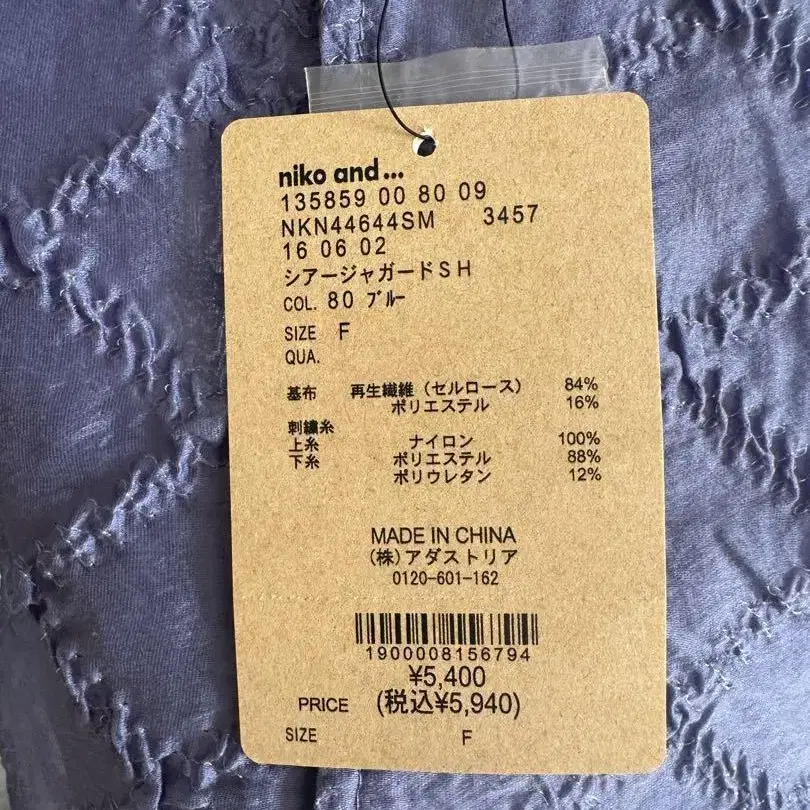 niko and...
135859 00 80 09
NKN44644SM 3457
16 06 02
シアージャガードSH
COL. 80 ﾌﾞﾙｰ
SIZE F
QUA.
基布 再生繊維（セルロース） 84%
ポリエステル 16%
刺繍糸
上糸 ナイロン 100%
下糸 ポリエステル 88%
ポリウレタン 12%
MADE IN CHINA
(株)アダストリア
0120-601-162
1900008156794
¥5,400
PRICE (税込¥5,940)
SIZE F